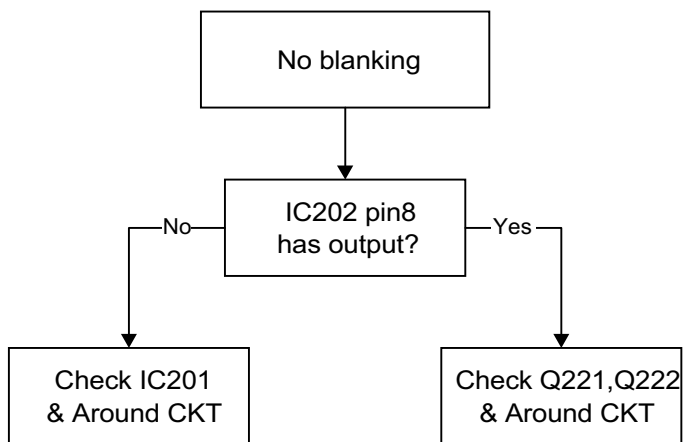 No blanking
IC202 pin8
has output?
No
Yes
Check IC201
& Around CKT
Check Q221,Q222
& Around CKT